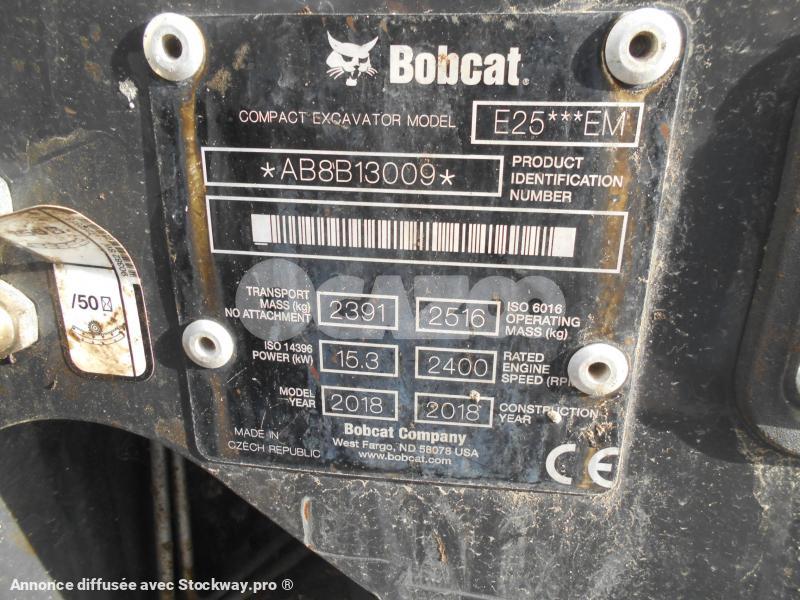 Bobcat®
COMPACT EXCAVATOR MODEL E25***EM
*AB8B13009* PRODUCT IDENTIFICATION NUMBER
TRANSPORT MASS (kg) NO ATTACHMENT 2391 2516 ISO 6016 OPERATING MASS (kg)
ISO 14396 POWER (kW) 15.3 2400 RATED ENGINE SPEED (RP
MODEL YEAR 2018 2018 CONSTRUCTION YEAR
Bobcat Company
MADE IN CZECH REPUBLIC
West Fargo, ND 58078 USA
www.bobcat.com
CE
/50
Annonce diffusée avec Stockway.pro ®